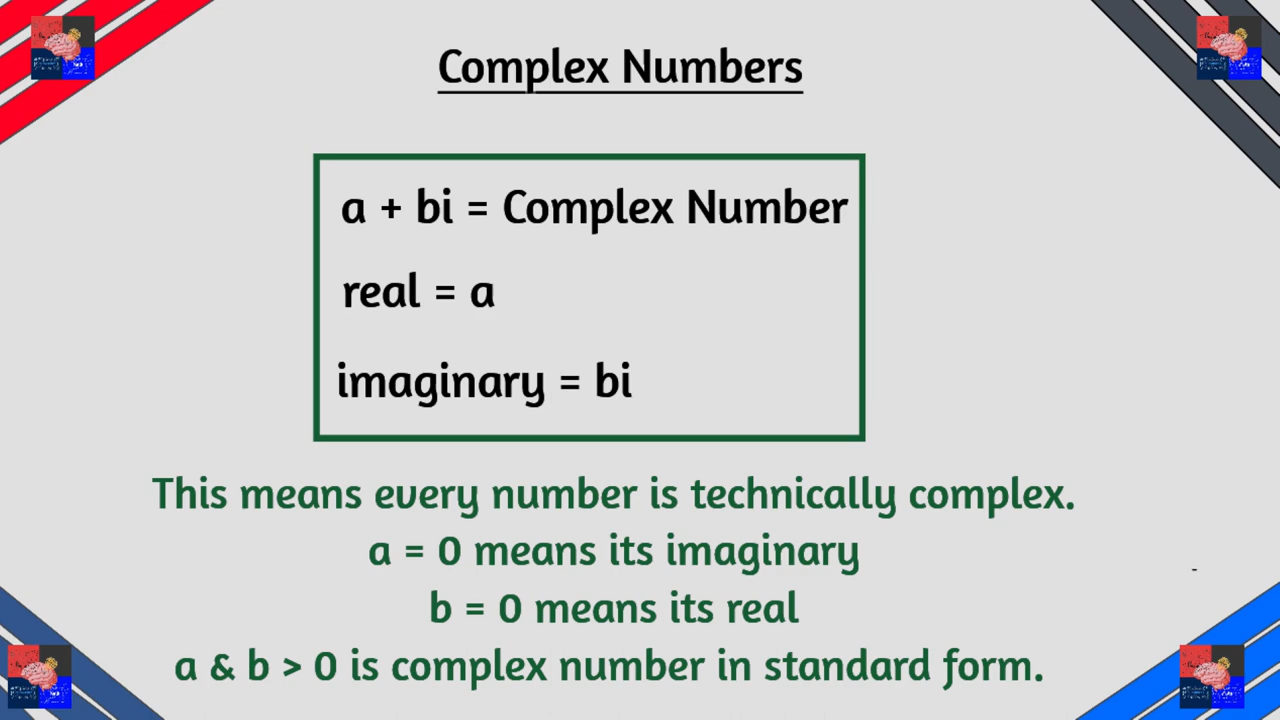 Complex Numbers
a + bi = Complex Number
real = a
imaginary = bi
This means every number is technically complex.
a = 0 means its imaginary
b = 0 means its real
a & b > 0 is complex number in standard form.